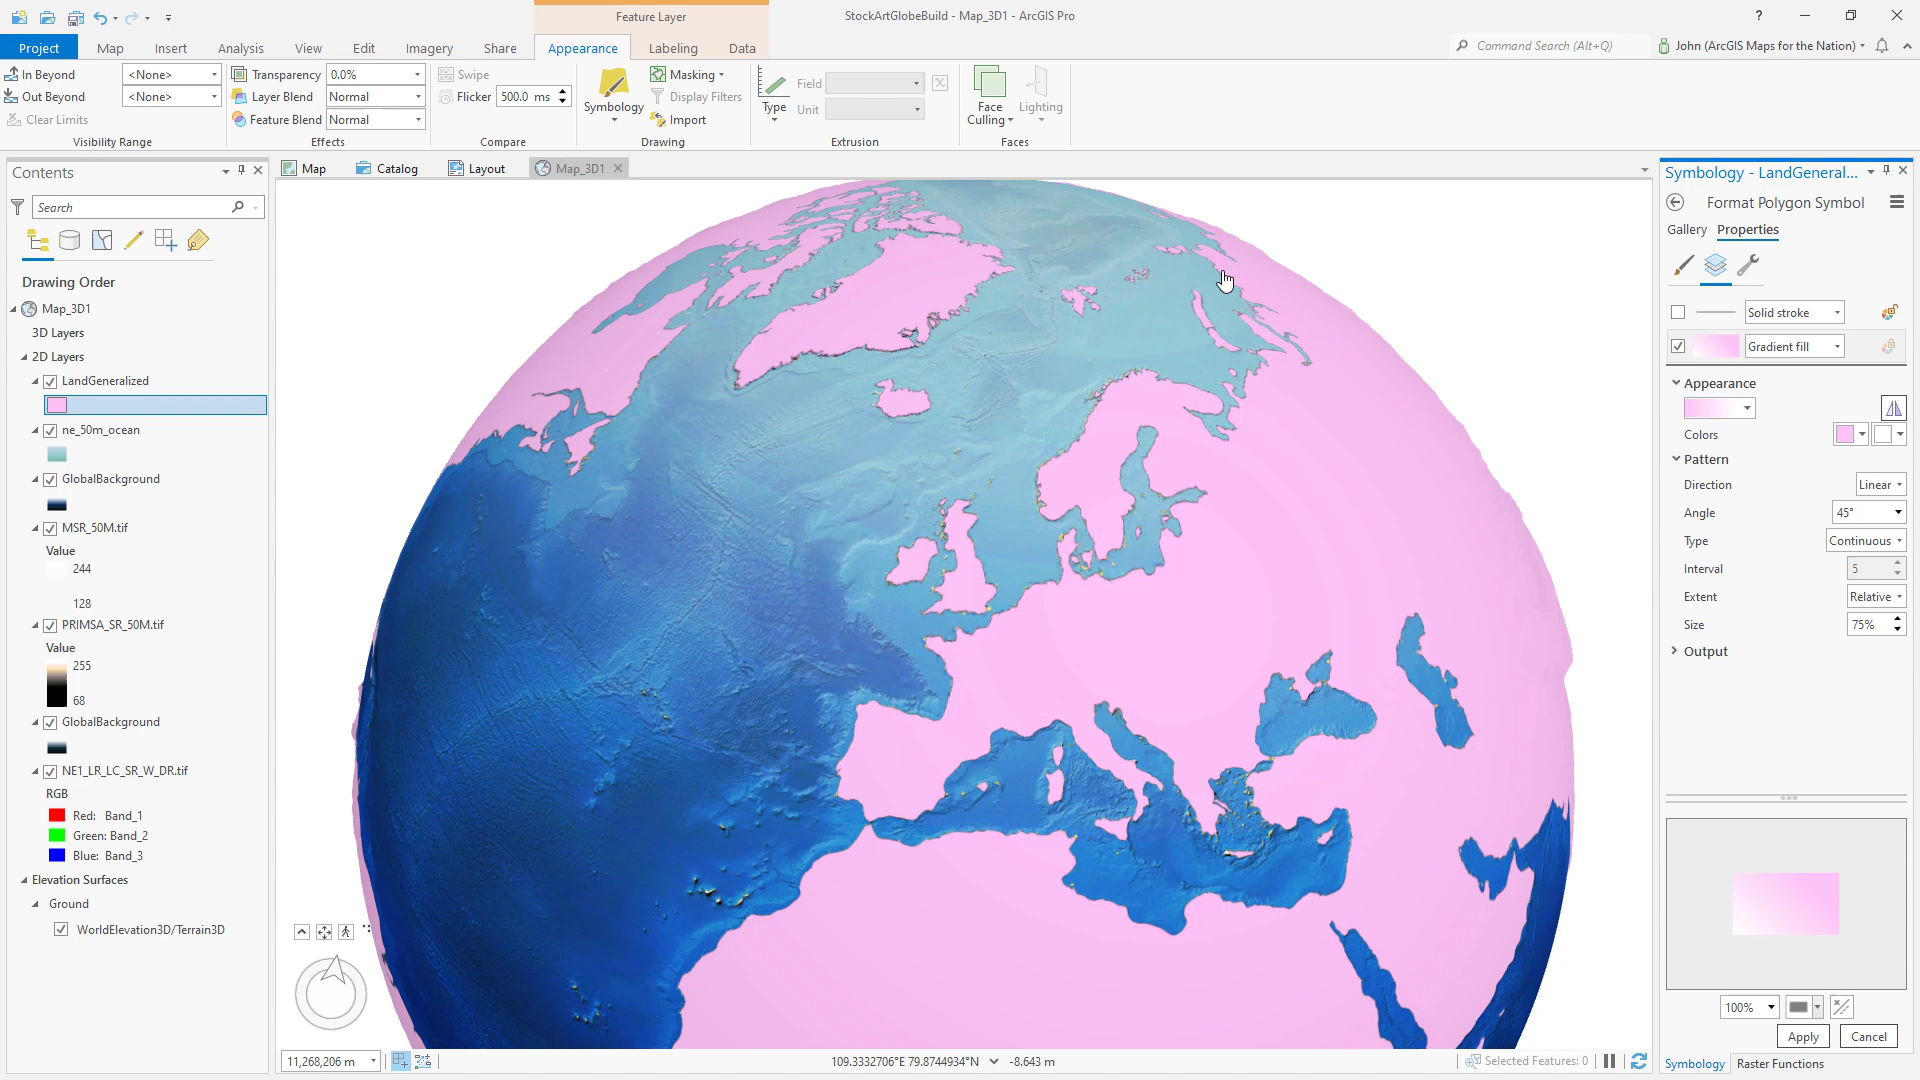 Feature Layer
StockArtGlobeBuild - Map_3D1 - ArcGIS Pro
?
Project Map Insert Analysis View Edit Imagery Share Appearance Labeling Data
Command Search (Alt+Q)
John (ArcGIS Maps for the Nation)
In Beyond <None>
Out Beyond <None>
Clear Limits
Visibility Range
Transparency 0.0%
Layer Blend Normal
Feature Blend Normal
Effects
Swipe
Flicker 500.0 ms
Compare
Symbology
Masking
Display Filters
Import
Drawing
Type
Field
Unit
Extrusion
Face
Culling
Lighting
Faces
Contents
Search
Drawing Order
Map_3D1
3D Layers
2D Layers
LandGeneralized
ne_50m_ocean
GlobalBackground
MSR_50M.tif
Value
244
128
PRIMSA_SR_50M.tif
Value
255
68
GlobalBackground
NE1_LR_LC_SR_W_DR.tif
RGB
Red: Band_1
Green: Band_2
Blue: Band_3
Elevation Surfaces
Ground
WorldElevation3D/Terrain3D
Map Catalog Layout Map_3D1
11,268,206 m
109.3332706°E 79.8744934°N
-8.643 m
Selected Features: 0
Symbology - LandGeneral...
Format Polygon Symbol
Gallery Properties
Solid stroke
Gradient fill
Appearance
Colors
Pattern
Direction Linear
Angle 45°
Type Continuous
Interval 5
Extent Relative
Size 75%
Output
100%
Apply Cancel
Symbology Raster Functions